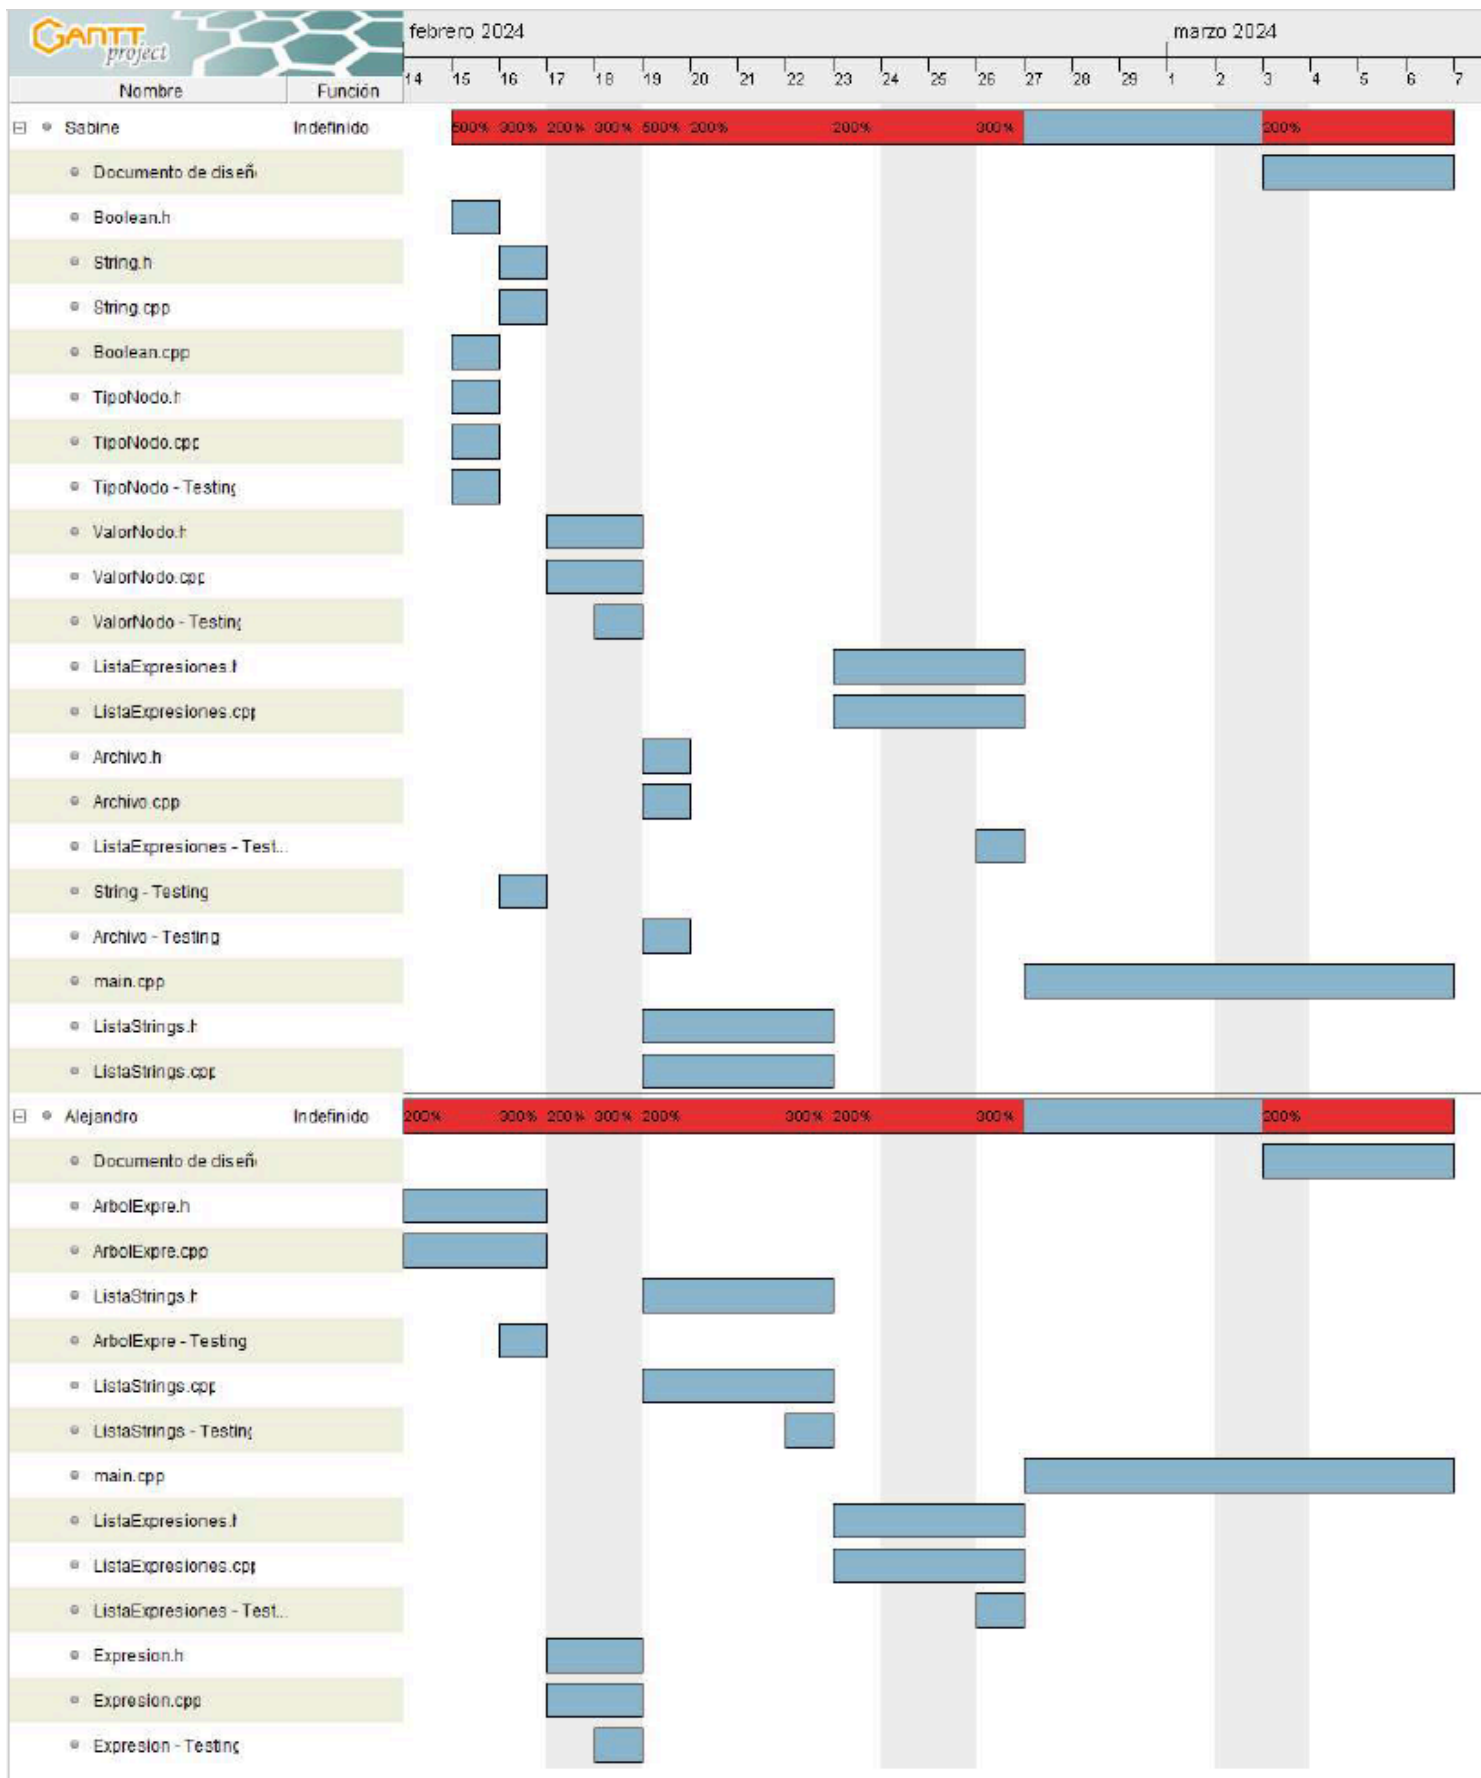 GANTT project
febrero 2024 marzo 2024
Nombre Función 14 15 16 17 18 19 20 21 22 23 24 25 26 27 28 29 1 2 3 4 5 6 7
Sabine Indefinido 500% 300% 200% 300% 500% 200% 200% 300% 200%
Documento de diseñ
Boolean.h
String.h
String.cpp
Boolean.cpp
TipoNodo.h
TipoNodo.cpp
TipoNodo - Testing
ValorNodo.h
ValorNodo.cpp
ValorNodo - Testing
ListaExpresiones.h
ListaExpresiones.cpp
Archivo.h
Archivo.cpp
ListaExpresiones - Test...
String - Testing
Archivo - Testing
main.cpp
ListaStrings.h
ListaStrings.cpp
Alejandro Indefinido 200% 300% 200% 300% 200% 300% 200% 300% 200%
Documento de diseñ
ArbolExpre.h
ArbolExpre.cpp
ListaStrings.h
ArbolExpre - Testing
ListaStrings.cpp
ListaStrings - Testing
main.cpp
ListaExpresiones.h
ListaExpresiones.cpp
ListaExpresiones - Test...
Expresion.h
Expresion.cpp
Expresion - Testing